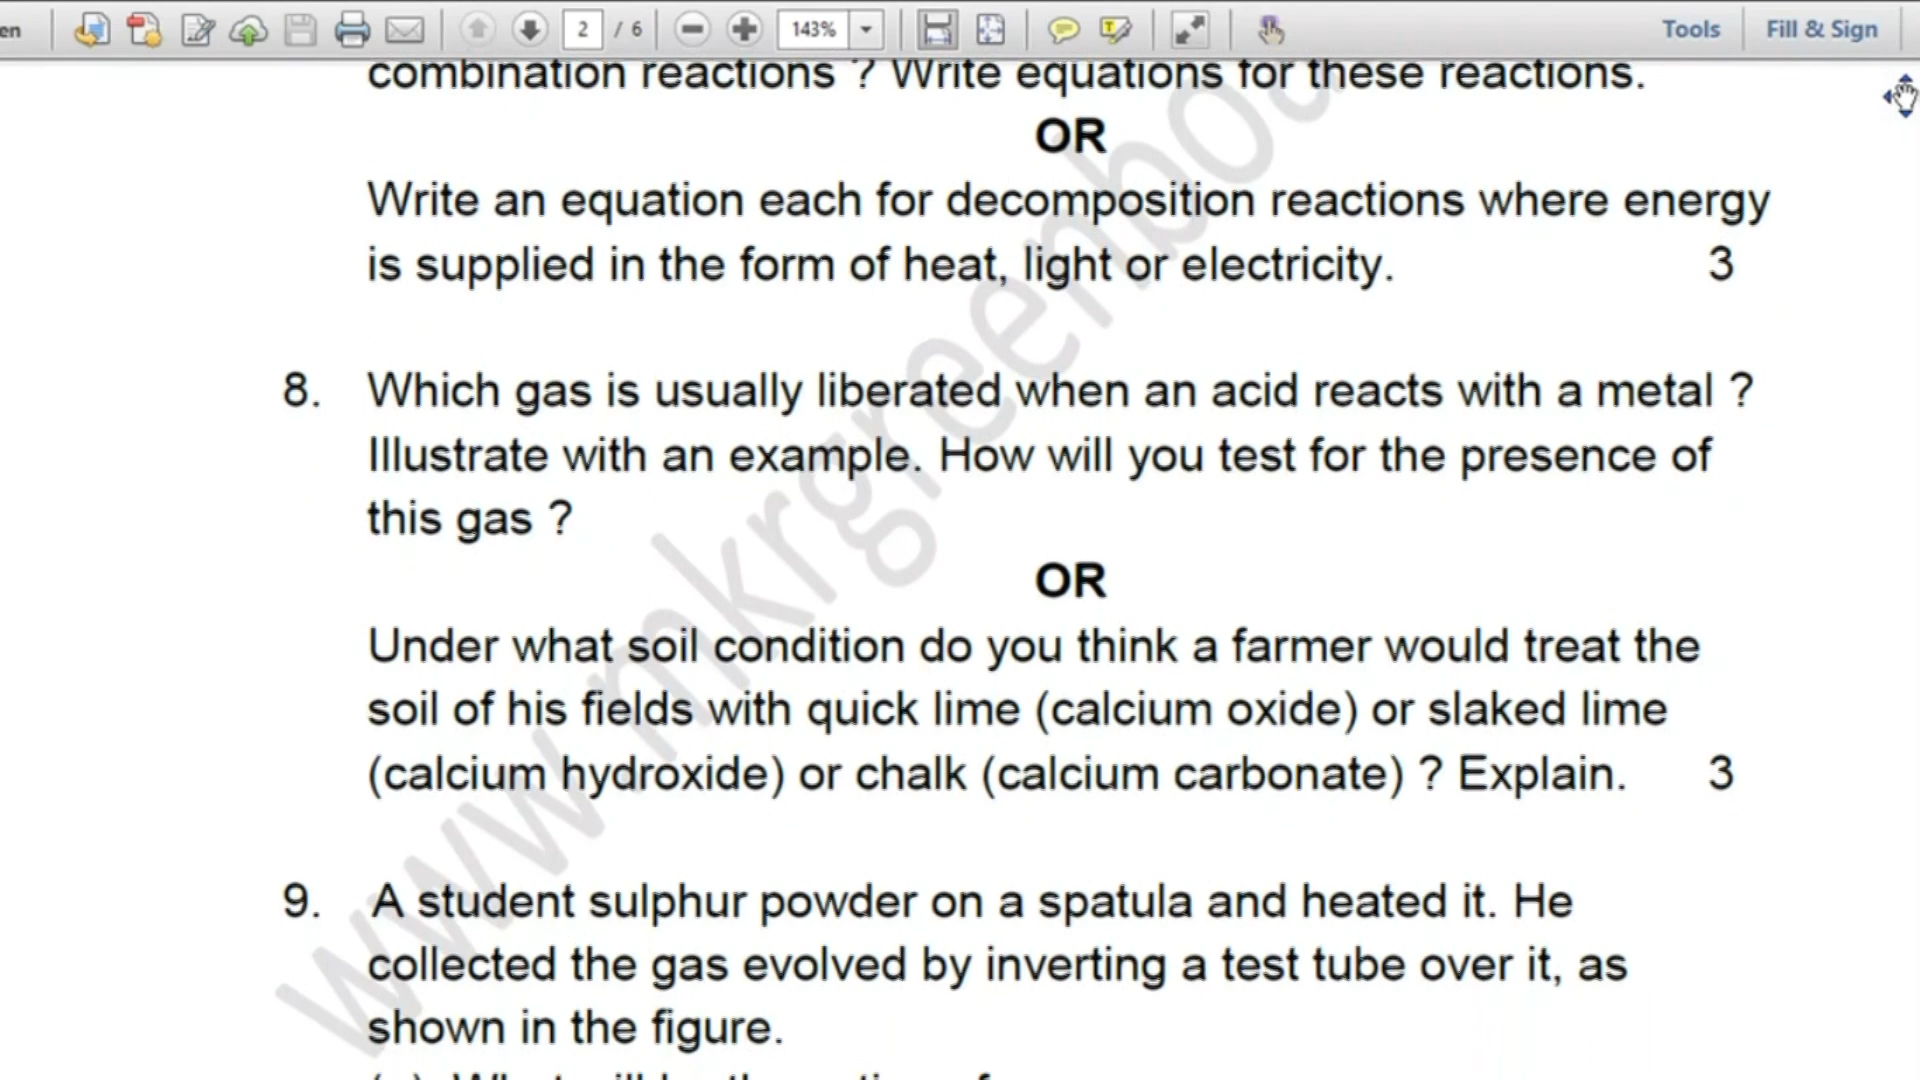 en
2 / 6
143%
Tools
Fill & Sign
combination reactions ? Write equations for these reactions.
OR
Write an equation each for decomposition reactions where energy
is supplied in the form of heat, light or electricity. 3
8. Which gas is usually liberated when an acid reacts with a metal ?
Illustrate with an example. How will you test for the presence of
this gas ?
OR
Under what soil condition do you think a farmer would treat the
soil of his fields with quick lime (calcium oxide) or slaked lime
(calcium hydroxide) or chalk (calcium carbonate) ? Explain. 3
9. A student sulphur powder on a spatula and heated it. He
collected the gas evolved by inverting a test tube over it, as
shown in the figure.